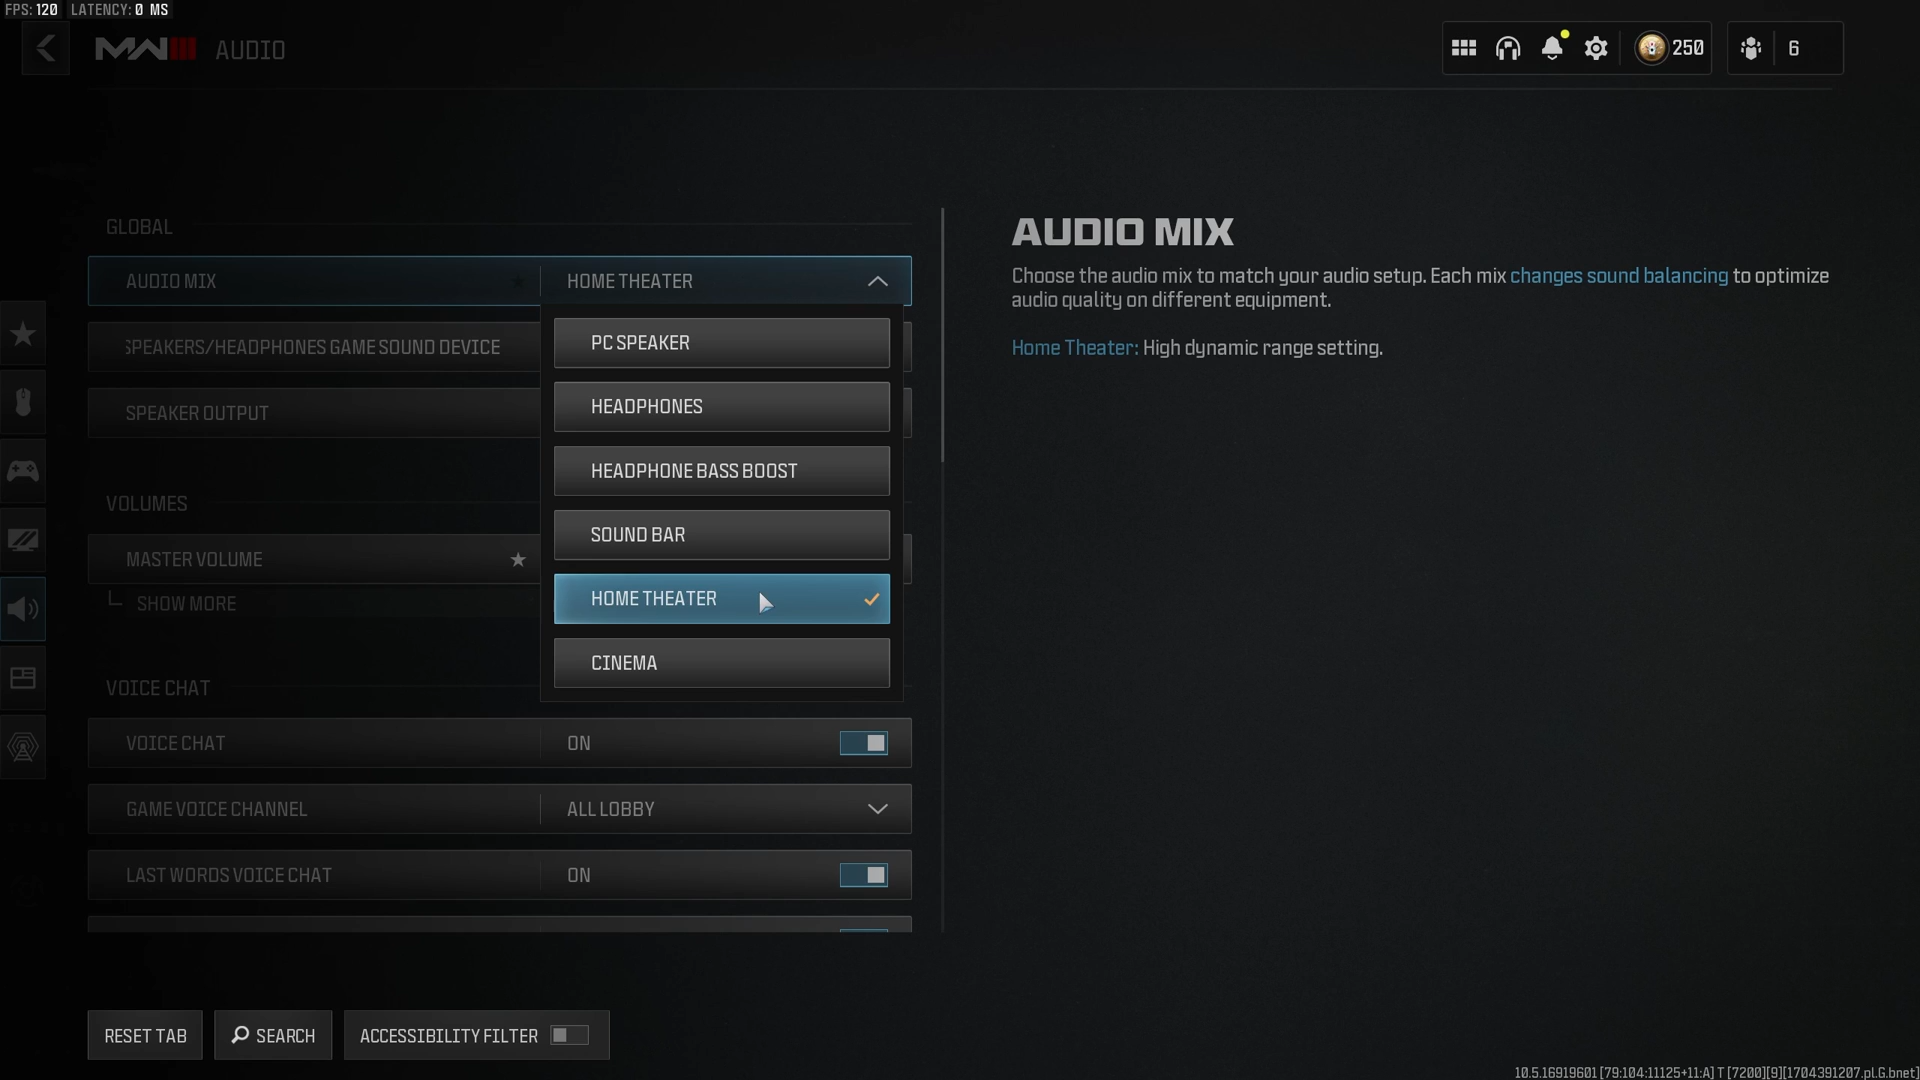 FPS: 120 LATENCY: 0 MS
MWIII AUDIO
250
6
GLOBAL
AUDIO MIX
HOME THEATER
PC SPEAKER
SPEAKERS/HEADPHONES GAME SOUND DEVICE
HEADPHONES
SPEAKER OUTPUT
HEADPHONE BASS BOOST
VOLUMES
SOUND BAR
MASTER VOLUME
HOME THEATER
SHOW MORE
CINEMA
VOICE CHAT
VOICE CHAT ON
GAME VOICE CHANNEL ALL LOBBY
LAST WORDS VOICE CHAT ON
AUDIO MIX
Choose the audio mix to match your audio setup. Each mix changes sound balancing to optimize
audio quality on different equipment.
Home Theater: High dynamic range setting.
RESET TAB SEARCH ACCESSIBILITY FILTER
10.5.16919601 [79:104:11125+11:A] T [7200][9][1704391207.pl.G.bnet]